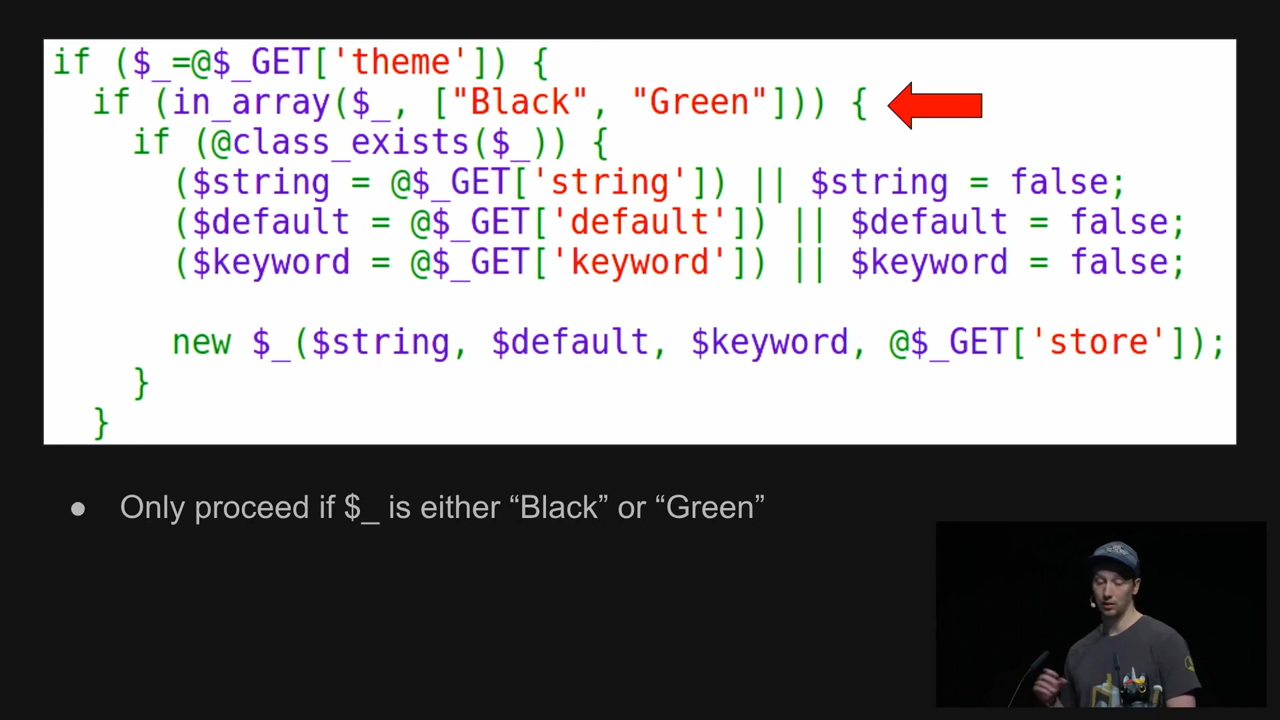 if ($_=@$_GET['theme']) {
if (in_array($_, ["Black", "Green"])) {
if (@class_exists($_)) {
($string = @$_GET['string']) || $string = false;
($default = @$_GET['default']) || $default = false;
($keyword = @$_GET['keyword']) || $keyword = false;
new $_($string, $default, $keyword, @$_GET['store']);
}
}
● Only proceed if $_ is either “Black” or “Green”